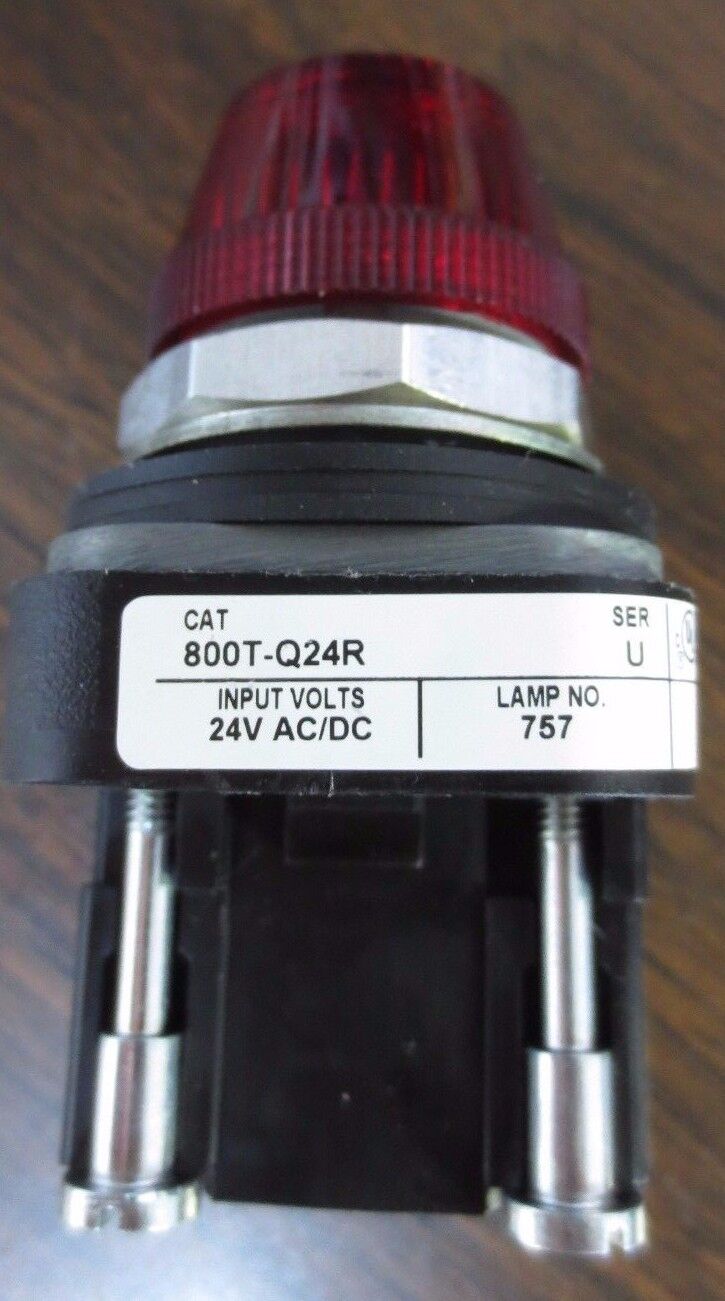 CAT SER
800T-Q24R U
INPUT VOLTS LAMP NO.
24V AC/DC 757